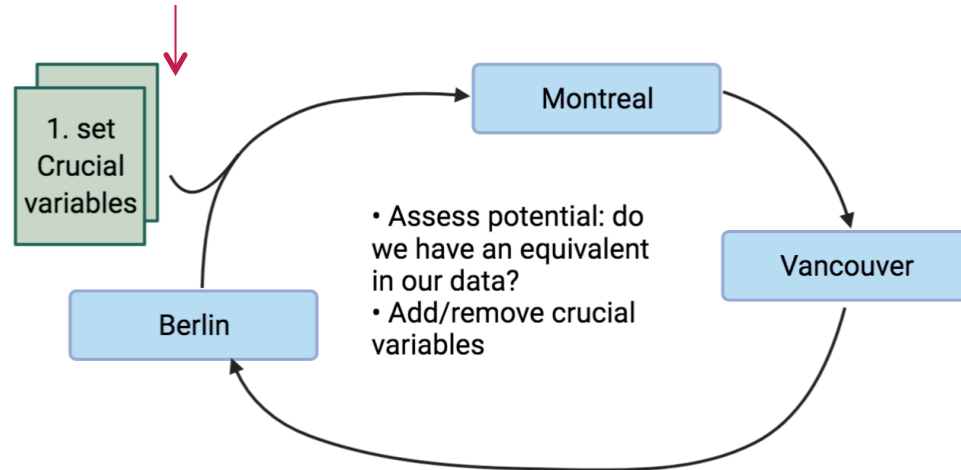 1. set
Crucial
variables
Montreal
• Assess potential: do
we have an equivalent
in our data?
• Add/remove crucial
variables
Vancouver
Berlin